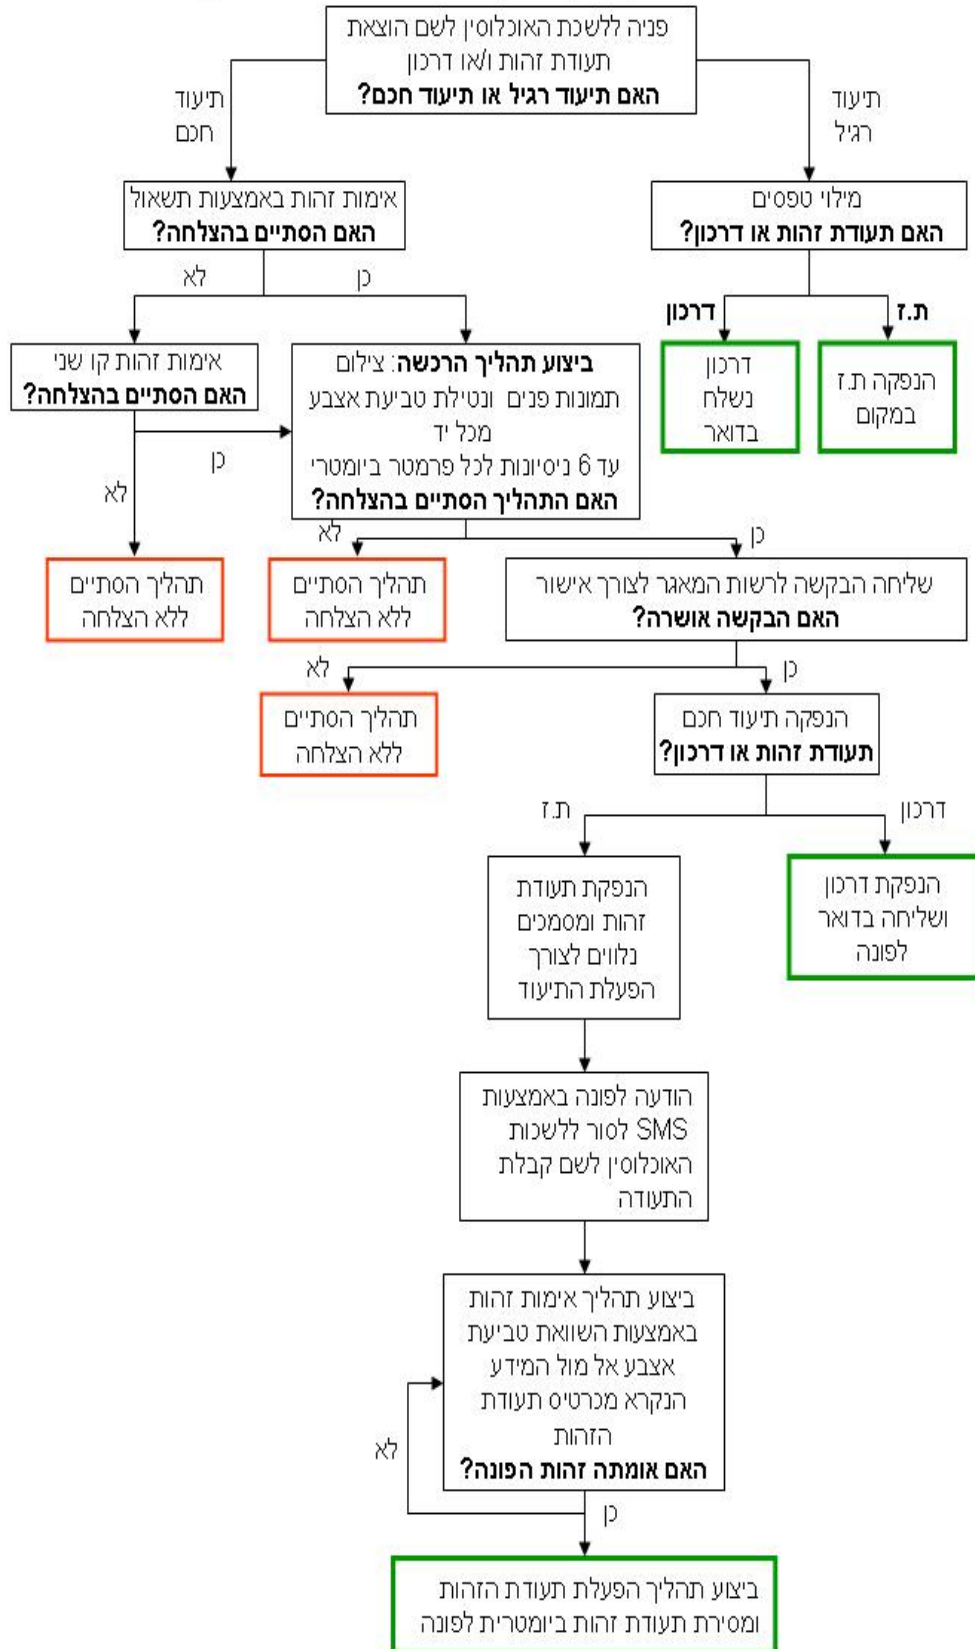 פניה ללשכת האוכלוסין לשם הוצאת
תעודת זהות ו/או דרכון
האם תיעוד רגיל או תיעוד חכם?
תיעוד
רגיל
תיעוד
חכם
מילוי טפסים
האם תעודת זהות או דרכון?
אימות זהות באמצעות תשאול
האם הסתיים בהצלחה?
ת.ז
דרכון
כן
לא
הנפקה ת.ז
במקום
דרכון
נשלח
בדואר
ביצוע תהליך הרכשה: צילום
תמונות פנים ונטילת טביעת אצבע
מכל יד
עד 6 ניסיונות לכל פרמטר ביומטרי
האם התהליך הסתיים בהצלחה?
אימות זהות קו שני
האם הסתיים בהצלחה?
כן
לא
כן
לא
שליחה הבקשה לרשות המאגר לצורך אישור
האם הבקשה אושרה?
תהליך הסתיים
ללא הצלחה
תהליך הסתיים
ללא הצלחה
כן
לא
הנפקה תיעוד חכם
תעודת זהות או דרכון?
תהליך הסתיים
ללא הצלחה
דרכון
ת.ז
הנפקת דרכון
ושליחה בדואר
לפונה
הנפקת תעודת
זהות ומסמכים
נלווים לצורך
הפעלת התיעוד
הודעה לפונה באמצעות
SMS לסור ללשכות
האוכלוסין לשם קבלת
התעודה
ביצוע תהליך אימות זהות
באמצעות השוואת טביעת
אצבע אל מול המידע
הנקרא מכרטיס תעודת
הזהות
האם אומתה זהות הפונה?
לא
כן
ביצוע תהליך הפעלת תעודת הזהות
ומסירת תעודת זהות ביומטרית לפונה